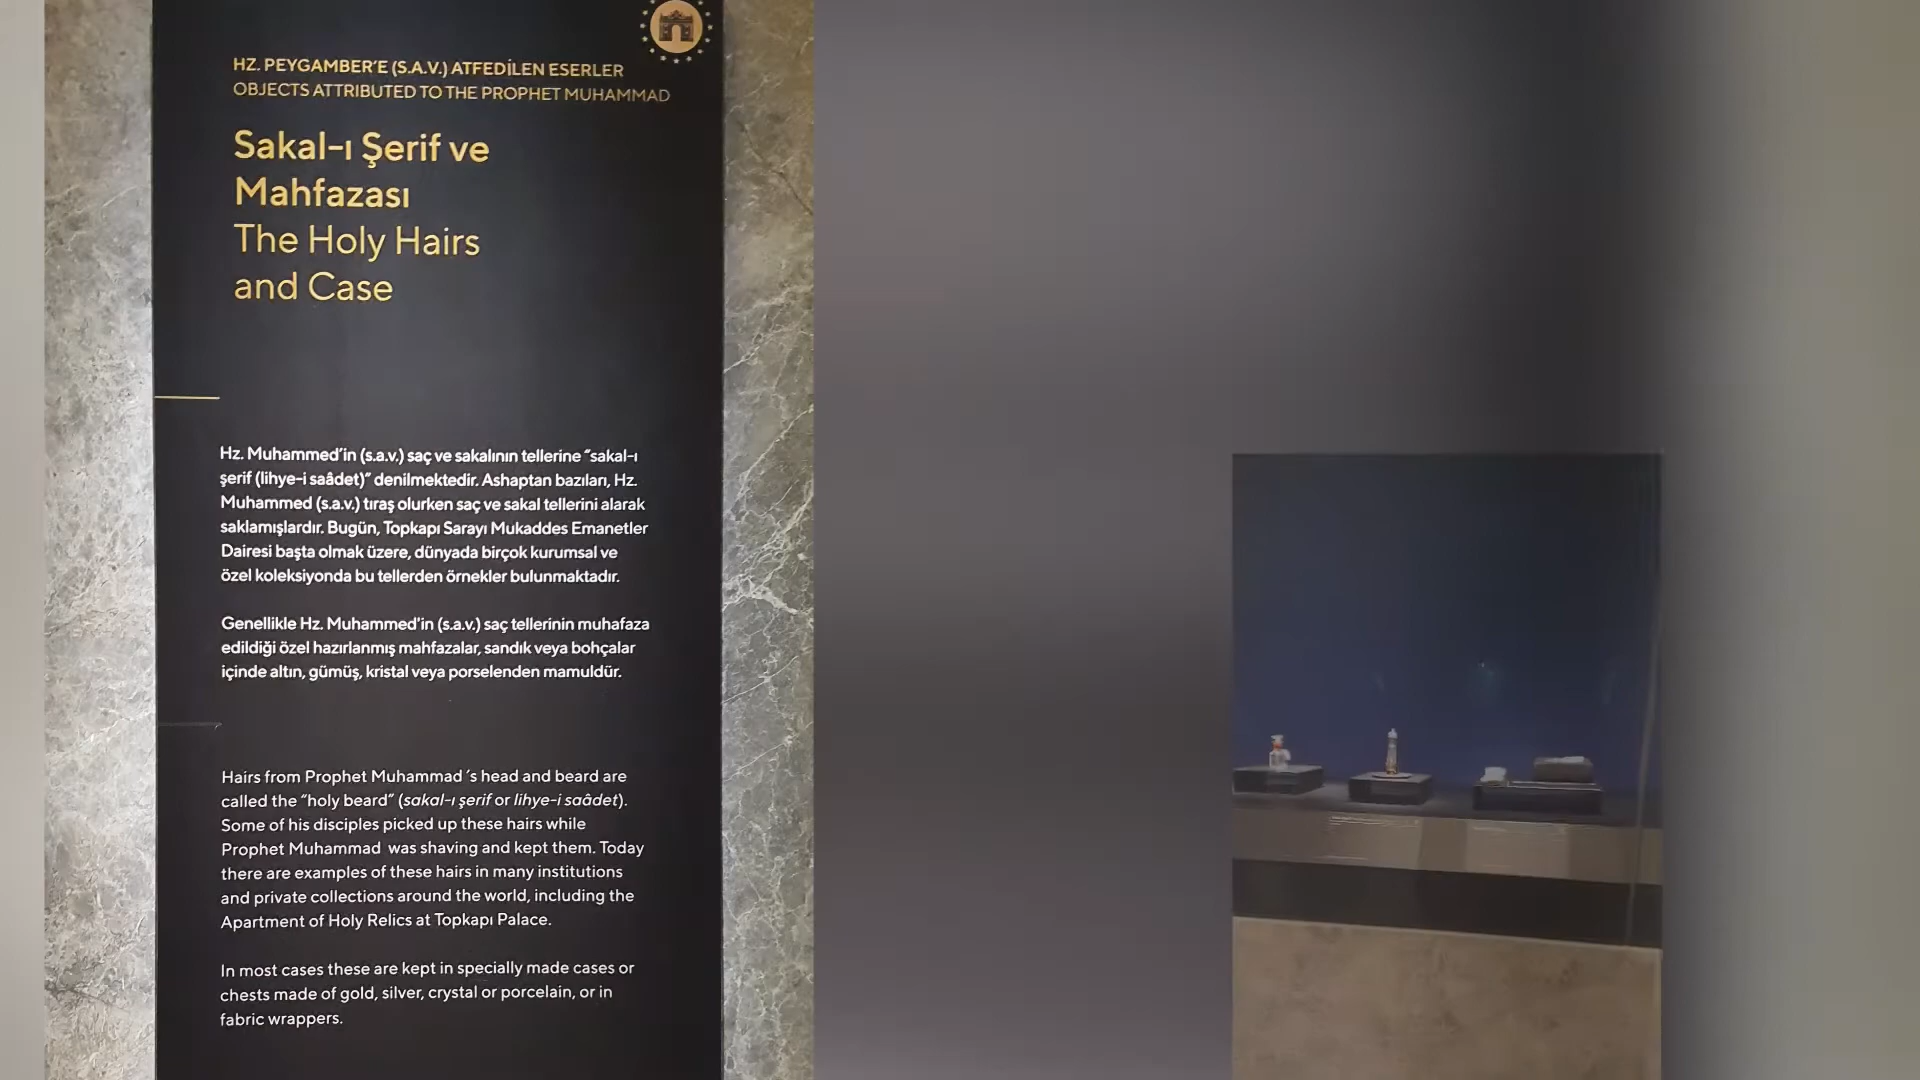 HZ. PEYGAMBER'E (S.A.V.) ATFEDİLEN ESERLER
OBJECTS ATTRIBUTED TO THE PROPHET MUHAMMAD
Sakal-ı Şerif ve
Mahfazası
The Holy Hairs
and Case
Hz. Muhammed'in (s.a.v.) saç ve sakalının tellerine "sakal-ı
şerif (lihye-i saâdet)" denilmektedir. Ashaptan bazıları, Hz.
Muhammed (s.a.v.) tıraş olurken saç ve sakal tellerini alarak
saklamışlardır. Bugün, Topkapı Sarayı Mukaddes Emanetler
Dairesi başta olmak üzere, dünyada birçok kurumsal ve
özel koleksiyonda bu tellerden örnekler bulunmaktadır.
Genellikle Hz. Muhammed'in (s.a.v.) saç tellerinin muhafaza
edildiği özel hazırlanmış mahfazalar, sandık veya bohçalar
içinde altın, gümüş, kristal veya porselenden mamuldür.
Hairs from Prophet Muhammad 's head and beard are
called the "holy beard" (sakal-ı şerif or lihye-i saâdet).
Some of his disciples picked up these hairs while
Prophet Muhammad was shaving and kept them. Today
there are examples of these hairs in many institutions
and private collections around the world, including the
Apartment of Holy Relics at Topkapı Palace.
In most cases these are kept in specially made cases or
chests made of gold, silver, crystal or porcelain, or in
fabric wrappers.